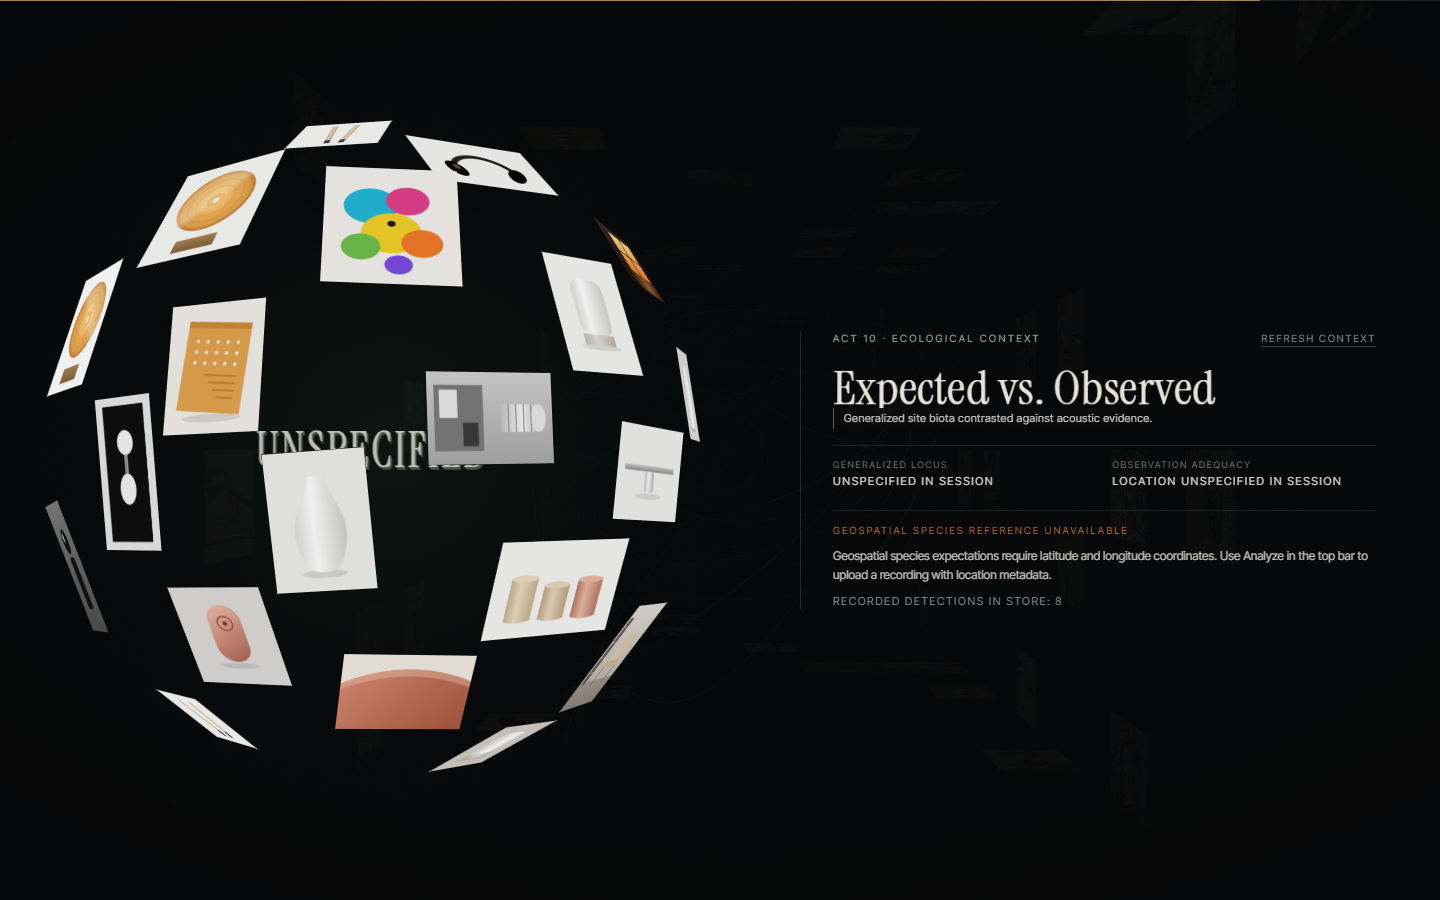 ACT 10 · ECOLOGICAL CONTEXT
REFRESH CONTEXT
Expected vs. Observed
Generalized site biota contrasted against acoustic evidence.
GENERALIZED LOCUS
OBSERVATION ADEQUACY
UNSPECIFIED IN SESSION
LOCATION UNSPECIFIED IN SESSION
GEOSPATIAL SPECIES REFERENCE UNAVAILABLE
Geospatial species expectations require latitude and longitude coordinates. Use Analyze in the top bar to
upload a recording with location metadata.
RECORDED DETECTIONS IN STORE: 8
UNSPECIFIED